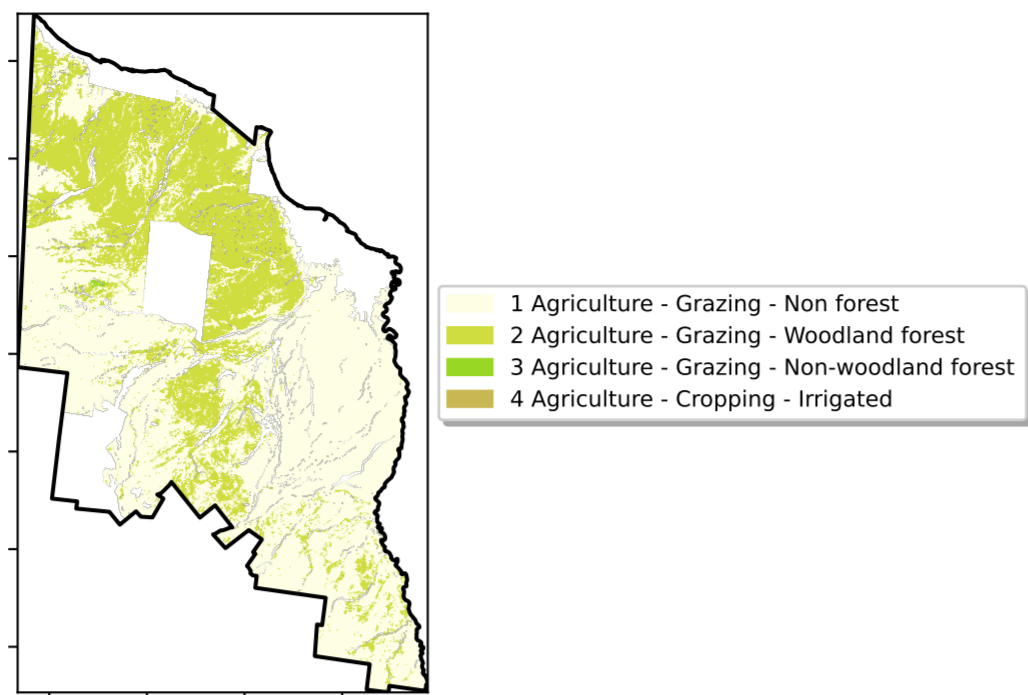 1 Agriculture - Grazing - Non forest
2 Agriculture - Grazing - Woodland forest
3 Agriculture - Grazing - Non-woodland forest
4 Agriculture - Cropping - Irrigated